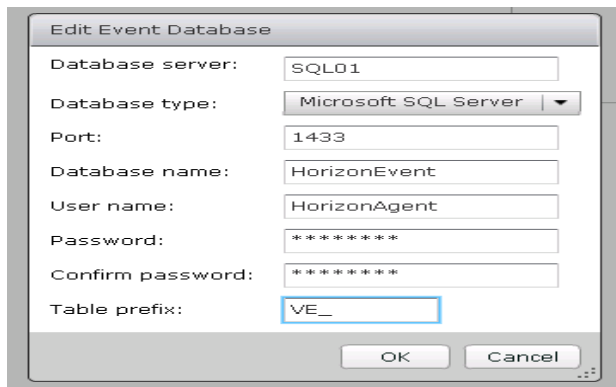 Edit Event Database
Database server: SQL01
Database type: Microsoft SQL Server
Port: 1433
Database name: HorizonEvent
User name: HorizonAgent
Password: ********
Confirm password: ********
Table prefix: VE_
OK Cancel